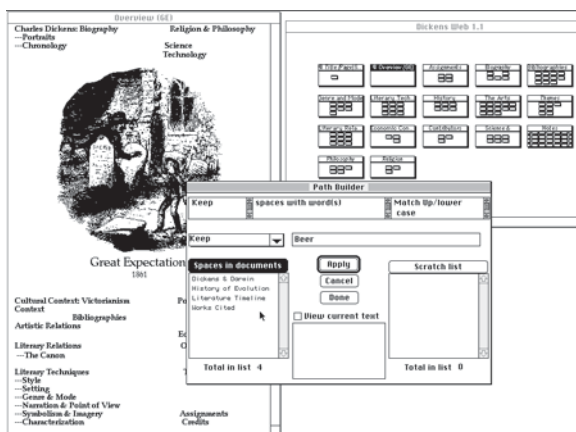 Overview (GE)
Charles Dickens: Biography
—Portraits
—Chronology
Religion & Philosophy
Science
Technology
Great Expectation
1861
Cultural Context: Victorianism
Context
Bibliographies
Artistic Relations
Literary Relations
—The Canon
Literary Techniques
—Style
—Setting
—Genre & Mode
—Narration & Point of View
—Symbolism & Imagery
—Characterization
Assignments
Credits
Dickens Web 1.1
Overview(GE)
Assignments
Biography
Bibliographies
Genre and Mode
Literary Tech.
History
The Arts
Themes
Literary Rela.
Economic Con.
Contributors
Science &
Notes
Philosophy
Religion
Path Builder
Keep
spaces with word(s)
Match Up/lower
case
Keep
Beer
Spaces in documents
Dickens & Darwin
History of Evolution
Literature Timeline
Works Cited
Total in list 4
Apply
Cancel
Done
View current text
Scratch list
Total in list 0